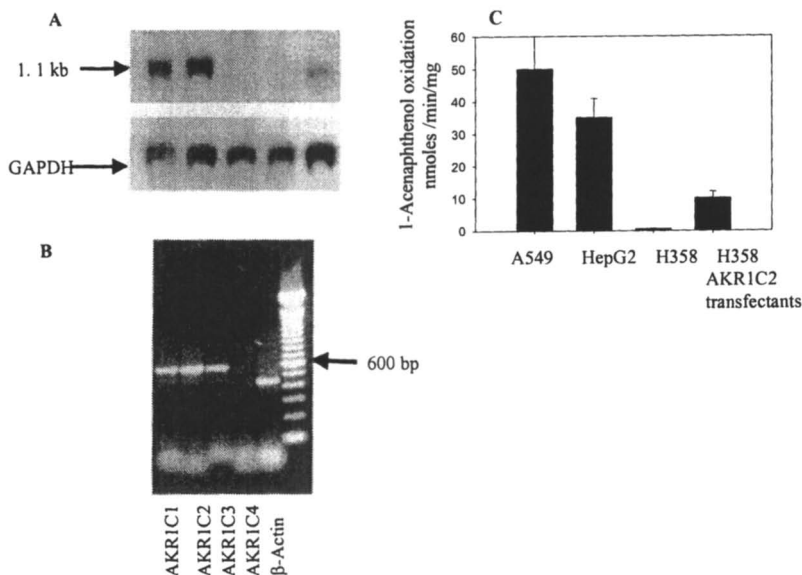 A
1. 1 kb
GAPDH
B
600 bp
AKR1C1
AKR1C2
AKR1C3
AKR1C4
β-Actin
C
1-Acenaphthenol oxidation
nmoles /min/mg
60
50
40
30
20
10
0
A549
HepG2
H358
H358
AKR1C2
transfectants